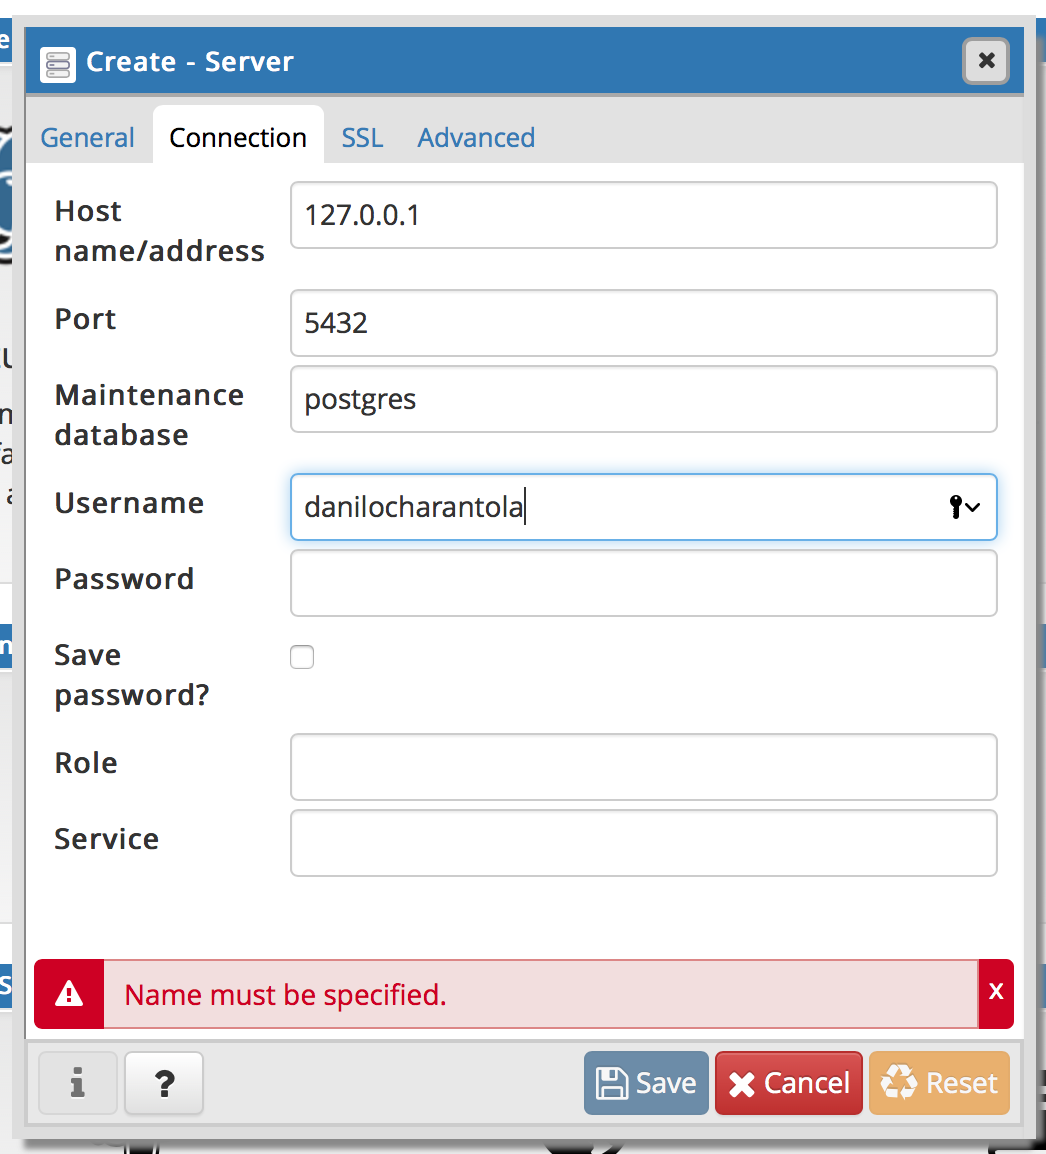 Create - Server
General Connection SSL Advanced
Host
name/address
127.0.0.1
Port
5432
Maintenance
database
postgres
Username
danilocharantola
Password
Save
password?
Role
Service
Name must be specified.
X
i ? Save Cancel Reset